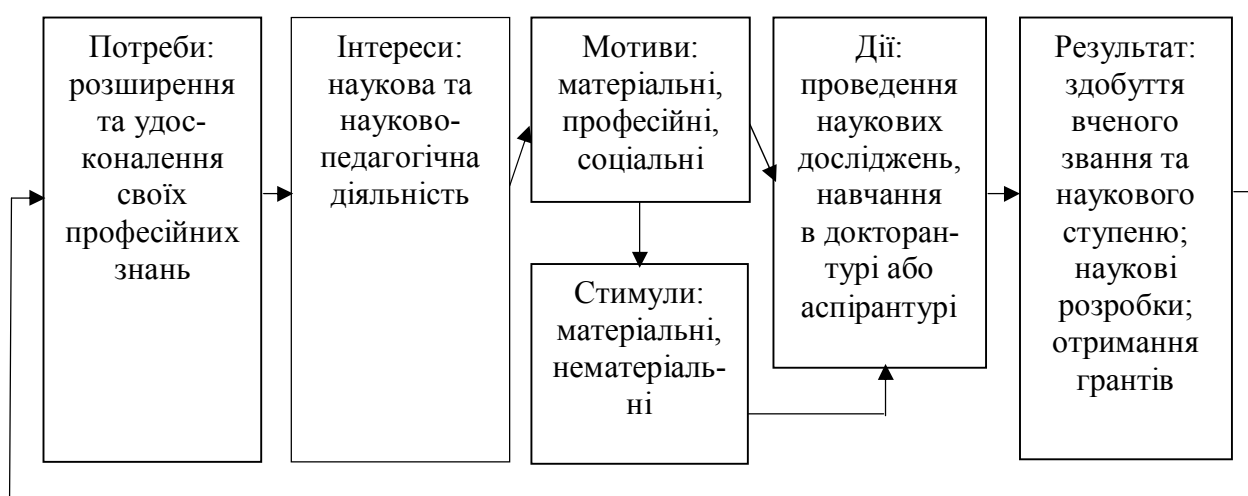 Потреби:
розширення
та удос-
коналення
своїх
професійних
знань
Інтереси:
наукова та
науково-
педагогічна
діяльність
Мотиви:
матеріальні,
професійні,
соціальні
Стимули:
матеріальні,
нематеріаль-
ні
Дії:
проведення
наукових
досліджень,
навчання
в докторан-
турі або
аспірантурі
Результат:
здобуття
вченого
звання та
наукового
ступеню;
наукові
розробки;
отримання
грантів